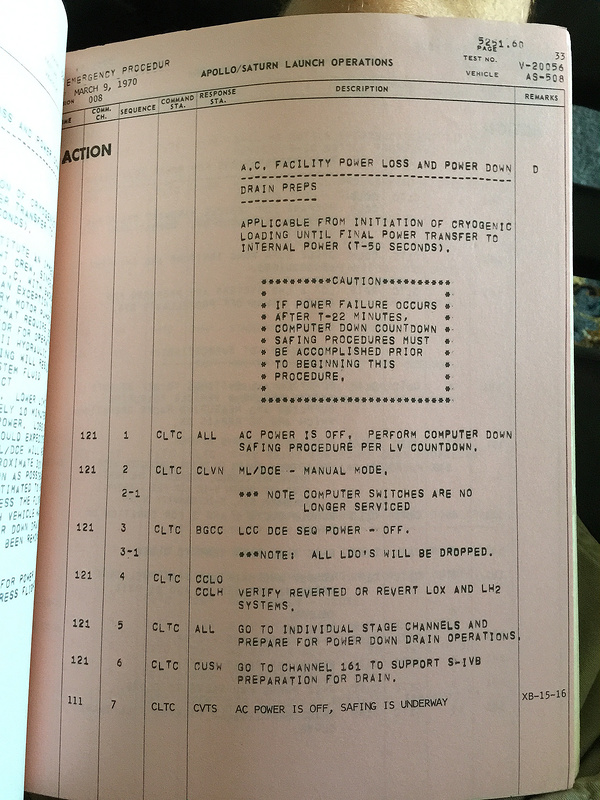 5251.60
PAGE 33
EMERGENCY PROCEDUR
APOLLO/SATURN LAUNCH OPERATIONS
TEST NO. V-20056
MARCH 9, 1970
VEHICLE AS-508
008
COMM. CH. SEQUENCE COMMAND STA. RESPONSE STA. DESCRIPTION REMARKS
ACTION
A.C. FACILITY POWER LOSS AND POWER DOWN D
DRAIN PREPS
APPLICABLE FROM INITIATION OF CRYOGENIC
LOADING UNTIL FINAL POWER TRANSFER TO
INTERNAL POWER (T-50 SECONDS).
**********CAUTION**********
* IF POWER FAILURE OCCURS *
* AFTER T-22 MINUTES, *
* COMPUTER DOWN COUNTDOWN *
* SAFING PROCEDURES MUST *
* BE ACCOMPLISHED PRIOR *
* TO BEGINNING THIS *
* PROCEDURE. *
***************************
121 1 CLTC ALL AC POWER IS OFF. PERFORM COMPUTER DOWN
SAFING PROCEDURE PER LV COUNTDOWN.
121 2 CLTC CLVN ML/DCE - MANUAL MODE.
2-1 *** NOTE COMPUTER SWITCHES ARE NO
LONGER SERVICED
121 3 CLTC BGCC LCC DCE SEQ POWER - OFF.
3-1 ***NOTE: ALL LDO'S WILL BE DROPPED.
121 4 CLTC CCLO
CCLH VERIFY REVERTED OR REVERT LOX AND LH2
SYSTEMS.
121 5 CLTC ALL GO TO INDIVIDUAL STAGE CHANNELS AND
PREPARE FOR POWER DOWN DRAIN OPERATIONS.
121 6 CLTC CUSW GO TO CHANNEL 161 TO SUPPORT S-IVB
PREPARATION FOR DRAIN.
111 7 CLTC CVTS AC POWER IS OFF, SAFING IS UNDERWAY XB-15-16